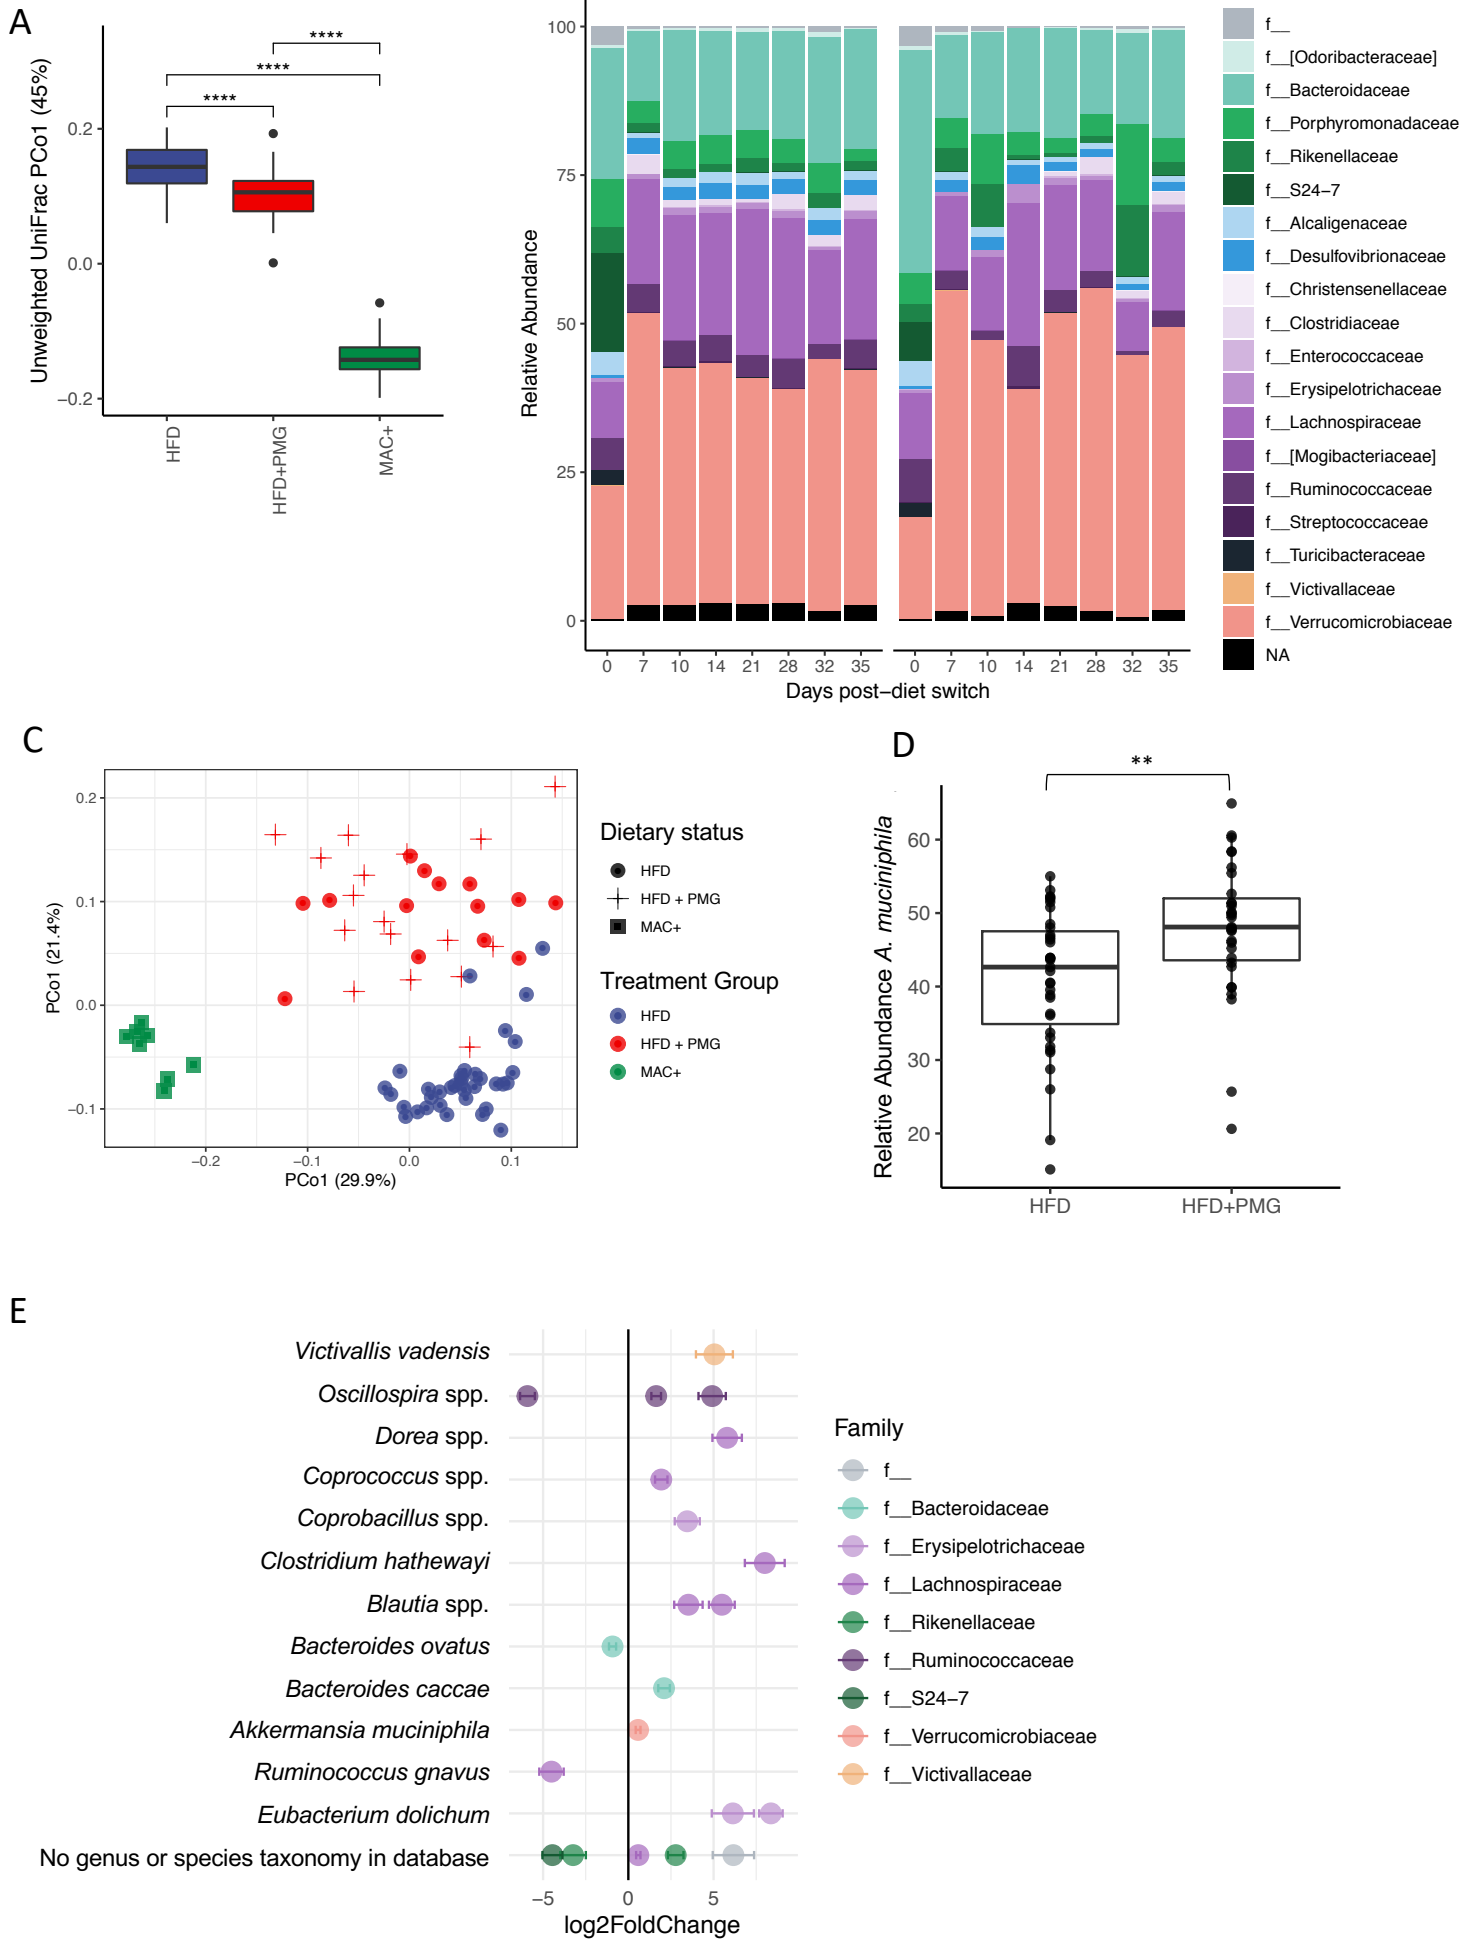 A
Unweighted UniFrac PCo1 (45%)
0.2
0.0
−0.2
****
****
****
HFD
HFD+PMG
MAC+
Relative Abundance
100
75
50
25
0
0 7 10 14 21 28 32 35 0 7 10 14 21 28 32 35
Days post−diet switch
f__
f__[Odoribacteraceae]
f__Bacteroidaceae
f__Porphyromonadaceae
f__Rikenellaceae
f__S24−7
f__Alcaligenaceae
f__Desulfovibrionaceae
f__Christensenellaceae
f__Clostridiaceae
f__Enterococcaceae
f__Erysipelotrichaceae
f__Lachnospiraceae
f__[Mogibacteriaceae]
f__Ruminococcaceae
f__Streptococcaceae
f__Turicibacteraceae
f__Victivallaceae
f__Verrucomicrobiaceae
NA
C
PCo1 (21.4%)
0.2
0.1
0.0
−0.1
−0.2 −0.1 0.0 0.1
PCo1 (29.9%)
Dietary status
HFD
HFD + PMG
MAC+
Treatment Group
HFD
HFD + PMG
MAC+
D
Relative Abundance A. muciniphila
**
60
50
40
30
20
HFD HFD+PMG
E
Victivallis vadensis
Oscillospira spp.
Dorea spp.
Coprococcus spp.
Coprobacillus spp.
Clostridium hathewayi
Blautia spp.
Bacteroides ovatus
Bacteroides caccae
Akkermansia muciniphila
Ruminococcus gnavus
Eubacterium dolichum
No genus or species taxonomy in database
−5 0 5
log2FoldChange
Family
f__
f__Bacteroidaceae
f__Erysipelotrichaceae
f__Lachnospiraceae
f__Rikenellaceae
f__Ruminococcaceae
f__S24−7
f__Verrucomicrobiaceae
f__Victivallaceae